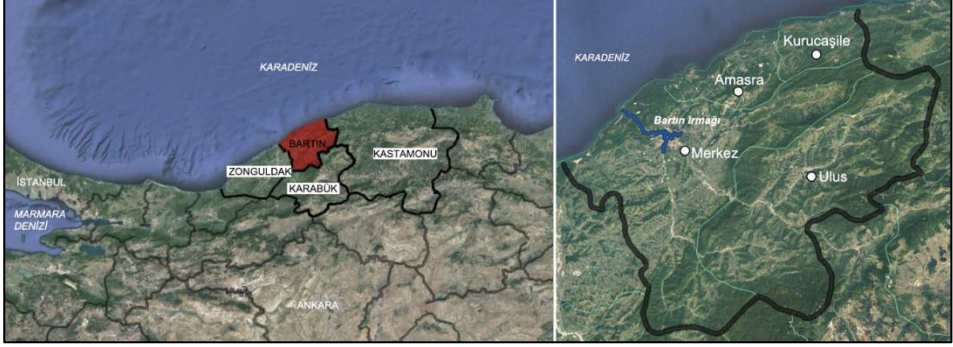 KARADENİZ
BARTIN
KASTAMONU
ZONGULDAK
KARABÜK
İSTANBUL
MARMARA
DENİZİ
ANKARA
KARADENİZ
Kurucaşile
Amasra
Bartın Irmağı
Merkez
Ulus